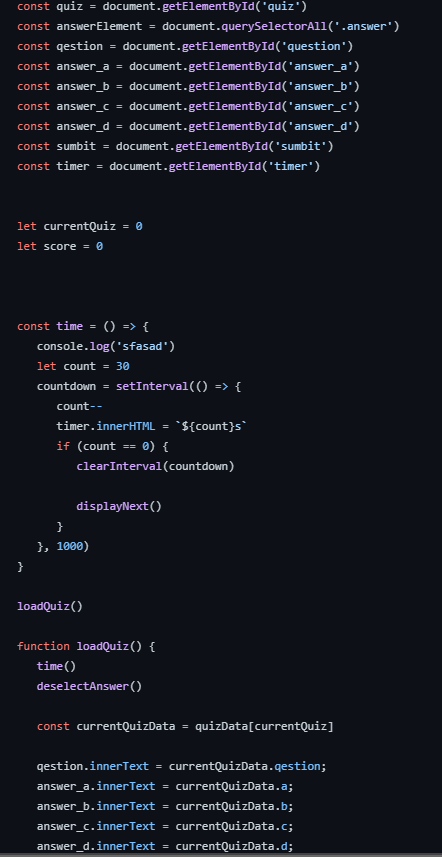 const quiz = document.getElementById('quiz')
const answerElement = document.querySelectorAll('.answer')
const qestion = document.getElementById('question')
const answer_a = document.getElementById('answer_a')
const answer_b = document.getElementById('answer_b')
const answer_c = document.getElementById('answer_c')
const answer_d = document.getElementById('answer_d')
const sumbit = document.getElementById('sumbit')
const timer = document.getElementById('timer')
let currentQuiz = 0
let score = 0
const time = () => {
console.log('sfasad')
let count = 30
countdown = setInterval(() => {
count--
timer.innerHTML = `${count}s`
if (count == 0) {
clearInterval(countdown)
displayNext()
}
}, 1000)
}
loadQuiz()
function loadQuiz() {
time()
deselectAnswer()
const currentQuizData = quizData[currentQuiz]
qestion.innerText = currentQuizData.qestion;
answer_a.innerText = currentQuizData.a;
answer_b.innerText = currentQuizData.b;
answer_c.innerText = currentQuizData.c;
answer_d.innerText = currentQuizData.d;